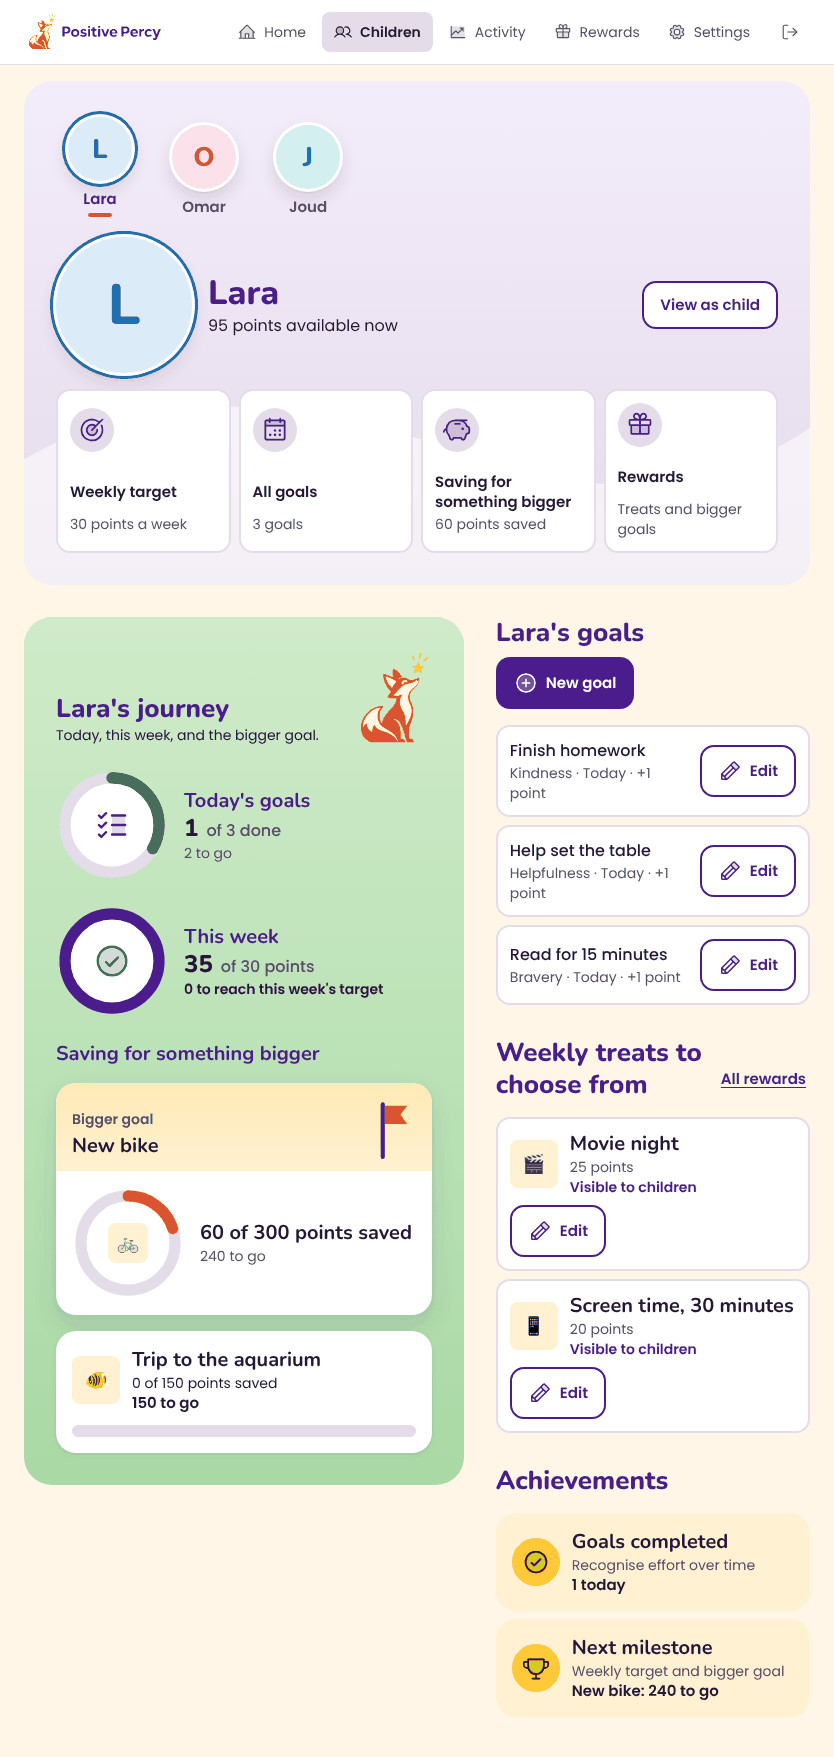 Positive Percy
Home
Children
Activity
Rewards
Settings
L
O
J
Lara
Omar
Joud
L
Lara
95 points available now
View as child
Weekly target
30 points a week
All goals
3 goals
Saving for
something bigger
60 points saved
Rewards
Treats and bigger
goals
Lara's journey
Today, this week, and the bigger goal.
Today's goals
1 of 3 done
2 to go
This week
35 of 30 points
0 to reach this week's target
Saving for something bigger
Bigger goal
New bike
60 of 300 points saved
240 to go
Trip to the aquarium
0 of 150 points saved
150 to go
Lara's goals
New goal
Finish homework
Kindness · Today · +1
point
Edit
Help set the table
Helpfulness · Today · +1
point
Edit
Read for 15 minutes
Bravery · Today · +1 point
Edit
Weekly treats to
choose from
All rewards
Movie night
25 points
Visible to children
Edit
Screen time, 30 minutes
20 points
Visible to children
Edit
Achievements
Goals completed
Recognise effort over time
1 today
Next milestone
Weekly target and bigger goal
New bike: 240 to go